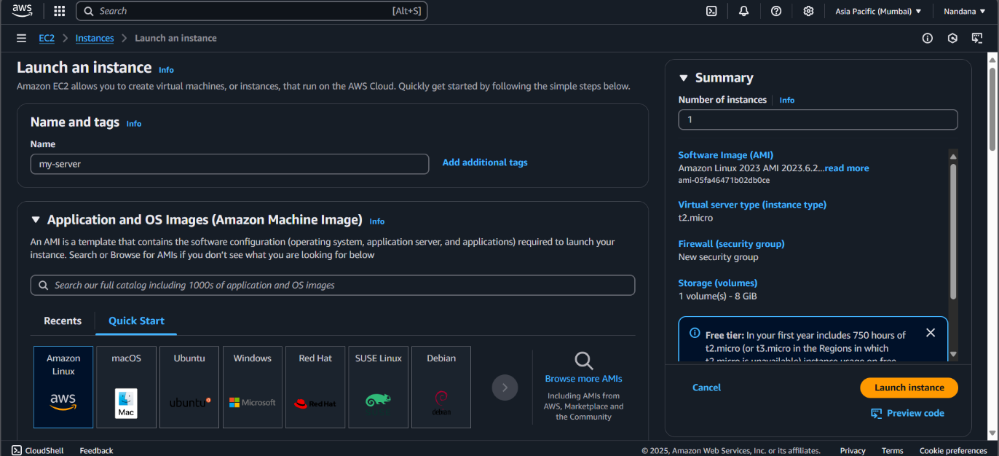 aws
Search [Alt+S]
Asia Pacific (Mumbai)
Nandana
EC2 > Instances > Launch an instance
Launch an instance Info
Amazon EC2 allows you to create virtual machines, or instances, that run on the AWS Cloud. Quickly get started by following the simple steps below.
Name and tags Info
Name
my-server
Add additional tags
Application and OS Images (Amazon Machine Image) Info
An AMI is a template that contains the software configuration (operating system, application server, and applications) required to launch your
instance. Search or Browse for AMIs if you don't see what you are looking for below
Search our full catalog including 1000s of application and OS images
Recents
Quick Start
Amazon
Linux
aws
macOS
Mac
Ubuntu
ubuntu
Windows
Microsoft
Red Hat
Red Hat
SUSE Linux
Debian
debian
Browse more AMIs
Including AMIs from
AWS, Marketplace and
the Community
Summary
Number of instances Info
1
Software Image (AMI)
Amazon Linux 2023 AMI 2023.6.2...read more
ami-05fa46471b02db0ce
Virtual server type (instance type)
t2.micro
Firewall (security group)
New security group
Storage (volumes)
1 volume(s) - 8 GiB
Free tier: In your first year includes 750 hours of
t2.micro (or t3.micro in the Regions in which
t2.micro is unavailable) instance usage on free
Cancel
Launch instance
Preview code
CloudShell
Feedback
© 2025, Amazon Web Services, Inc. or its affiliates.
Privacy
Terms
Cookie preferences